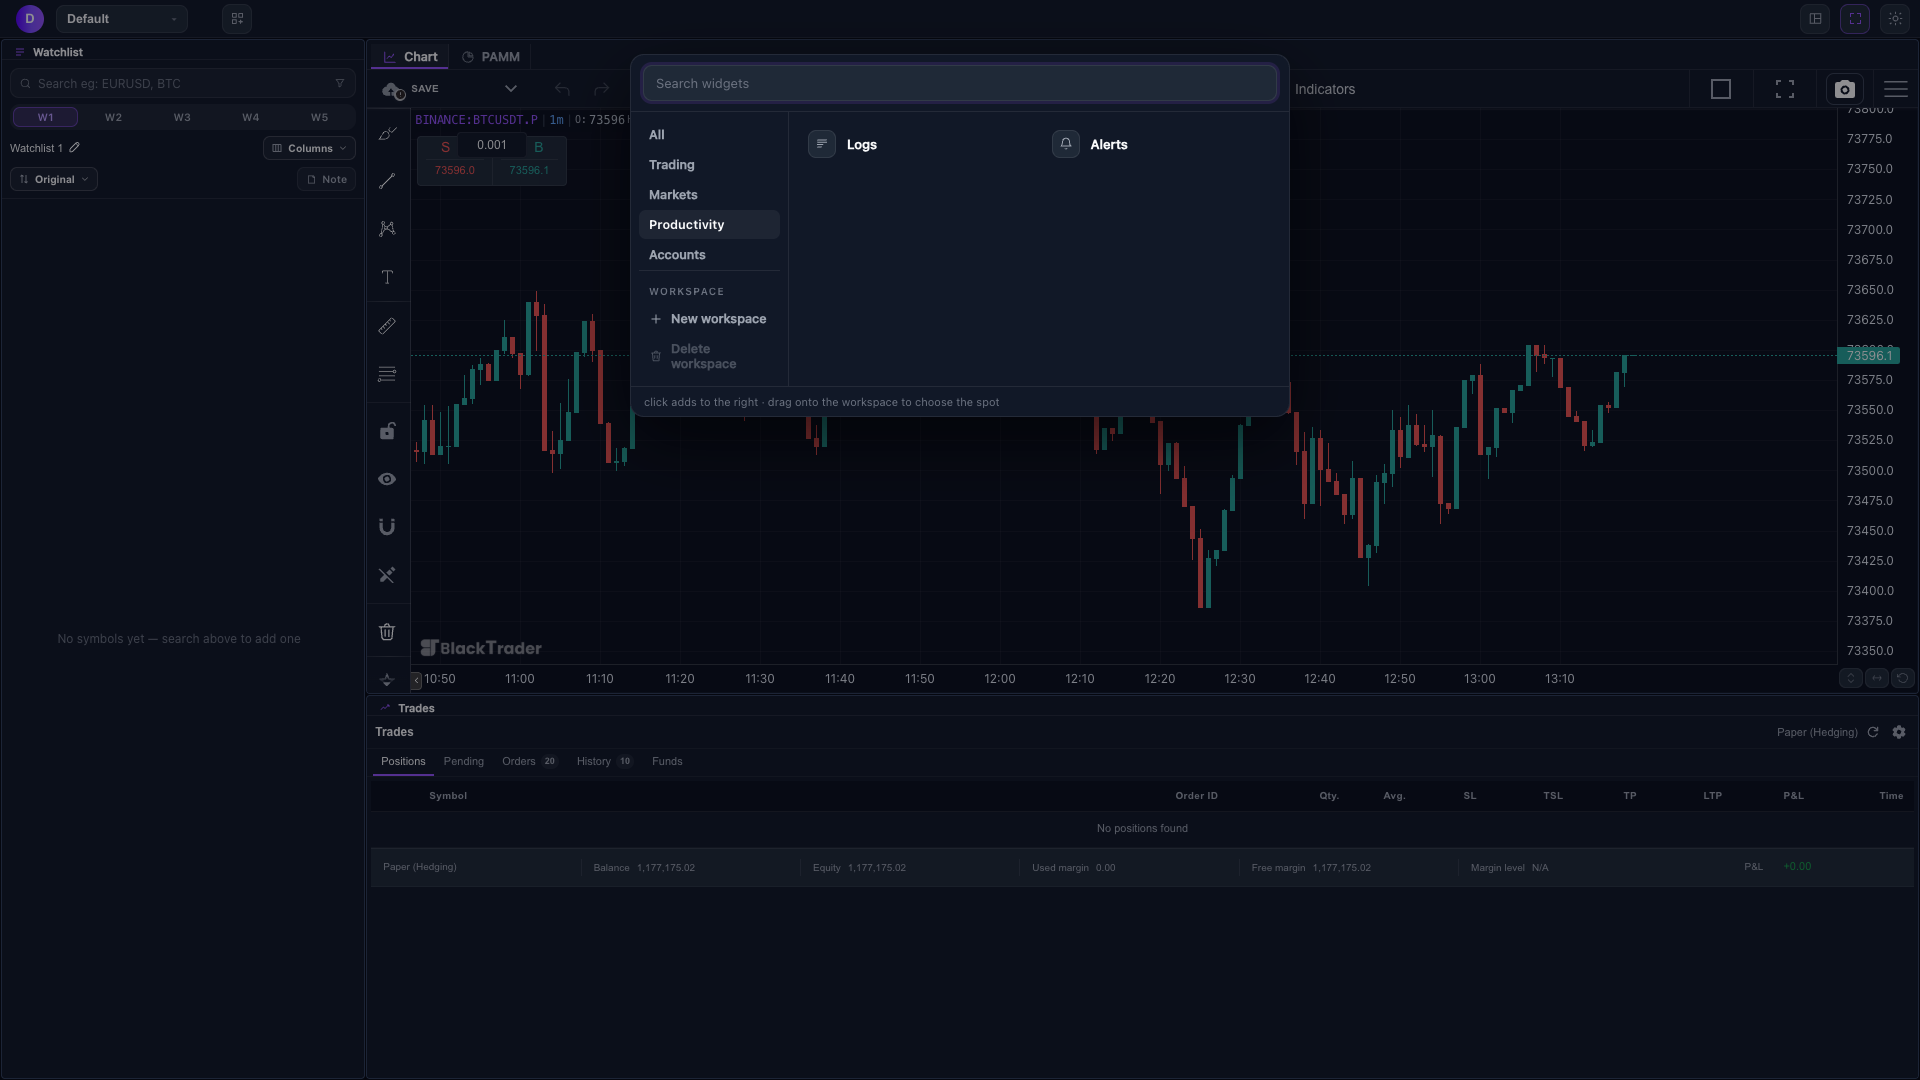 D
Default
Watchlist
Search eg: EURUSD, BTC
W1
W2
W3
W4
W5
Watchlist 1
Columns
Original
Note
No symbols yet — search above to add one
Chart
PAMM
SAVE
Indicators
BINANCE:BTCUSDT.P
1m
O: 73596
S
0.001
B
73596.0
73596.1
Search widgets
All
Trading
Markets
Productivity
Accounts
WORKSPACE
New workspace
Delete
workspace
Logs
Alerts
click adds to the right · drag onto the workspace to choose the spot
73800.0
73775.0
73750.0
73725.0
73700.0
73675.0
73650.0
73625.0
73596.1
73575.0
73550.0
73525.0
73500.0
73475.0
73450.0
73425.0
73400.0
73375.0
73350.0
BlackTrader
10:50
11:00
11:10
11:20
11:30
11:40
11:50
12:00
12:10
12:20
12:30
12:40
12:50
13:00
13:10
Trades
Trades
Paper (Hedging)
Positions
Pending
Orders 20
History 10
Funds
Symbol
Order ID
Qty.
Avg.
SL
TSL
TP
LTP
P&L
Time
No positions found
Paper (Hedging)
Balance 1,177,175.02
Equity 1,177,175.02
Used margin 0.00
Free margin 1,177,175.02
Margin level N/A
P&L +0.00